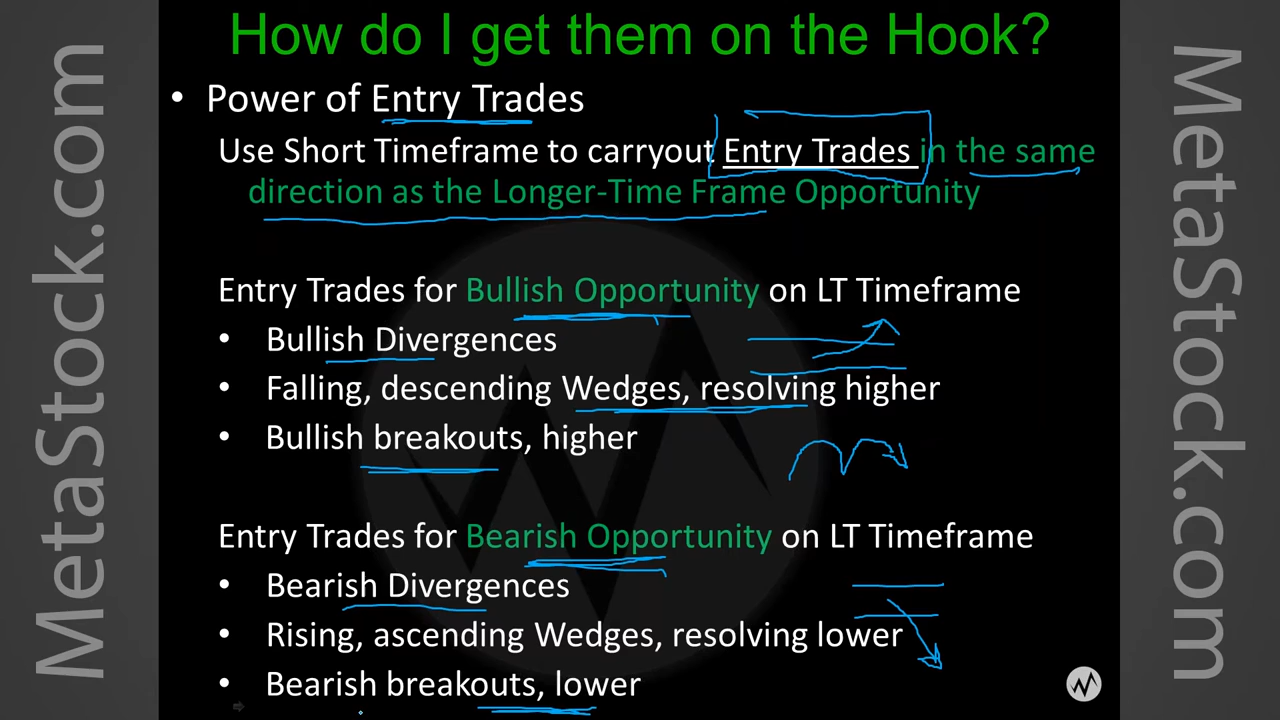 How do I get them on the Hook?
• Power of Entry Trades
Use Short Timeframe to carryout Entry Trades in the same
direction as the Longer-Time Frame Opportunity
Entry Trades for Bullish Opportunity on LT Timeframe
• Bullish Divergences
• Falling, descending Wedges, resolving higher
• Bullish breakouts, higher
Entry Trades for Bearish Opportunity on LT Timeframe
• Bearish Divergences
• Rising, ascending Wedges, resolving lower
• Bearish breakouts, lower
MetaStock.com
MetaStock.com